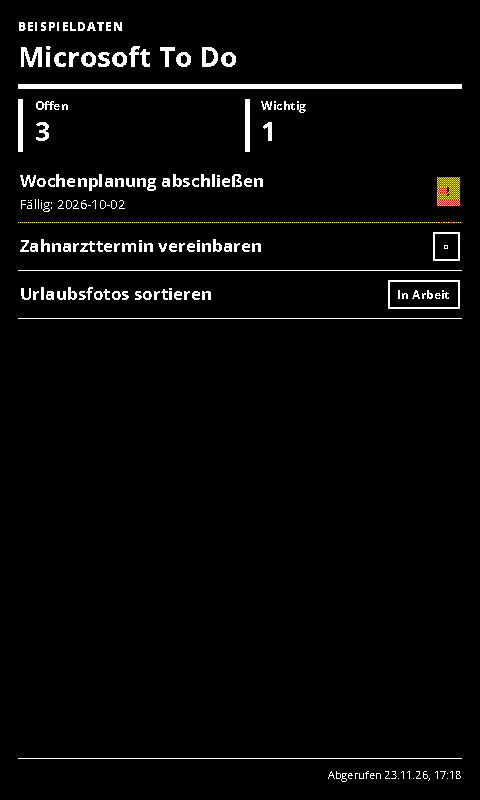 BEISPIELDATEN
Microsoft To Do
Offen
3
Wichtig
1
Wochenplanung abschließen
Fällig: 2026-10-02
Zahnarzttermin vereinbaren
Urlaubsfotos sortieren
In Arbeit
Abgerufen 23.11.26, 17:18